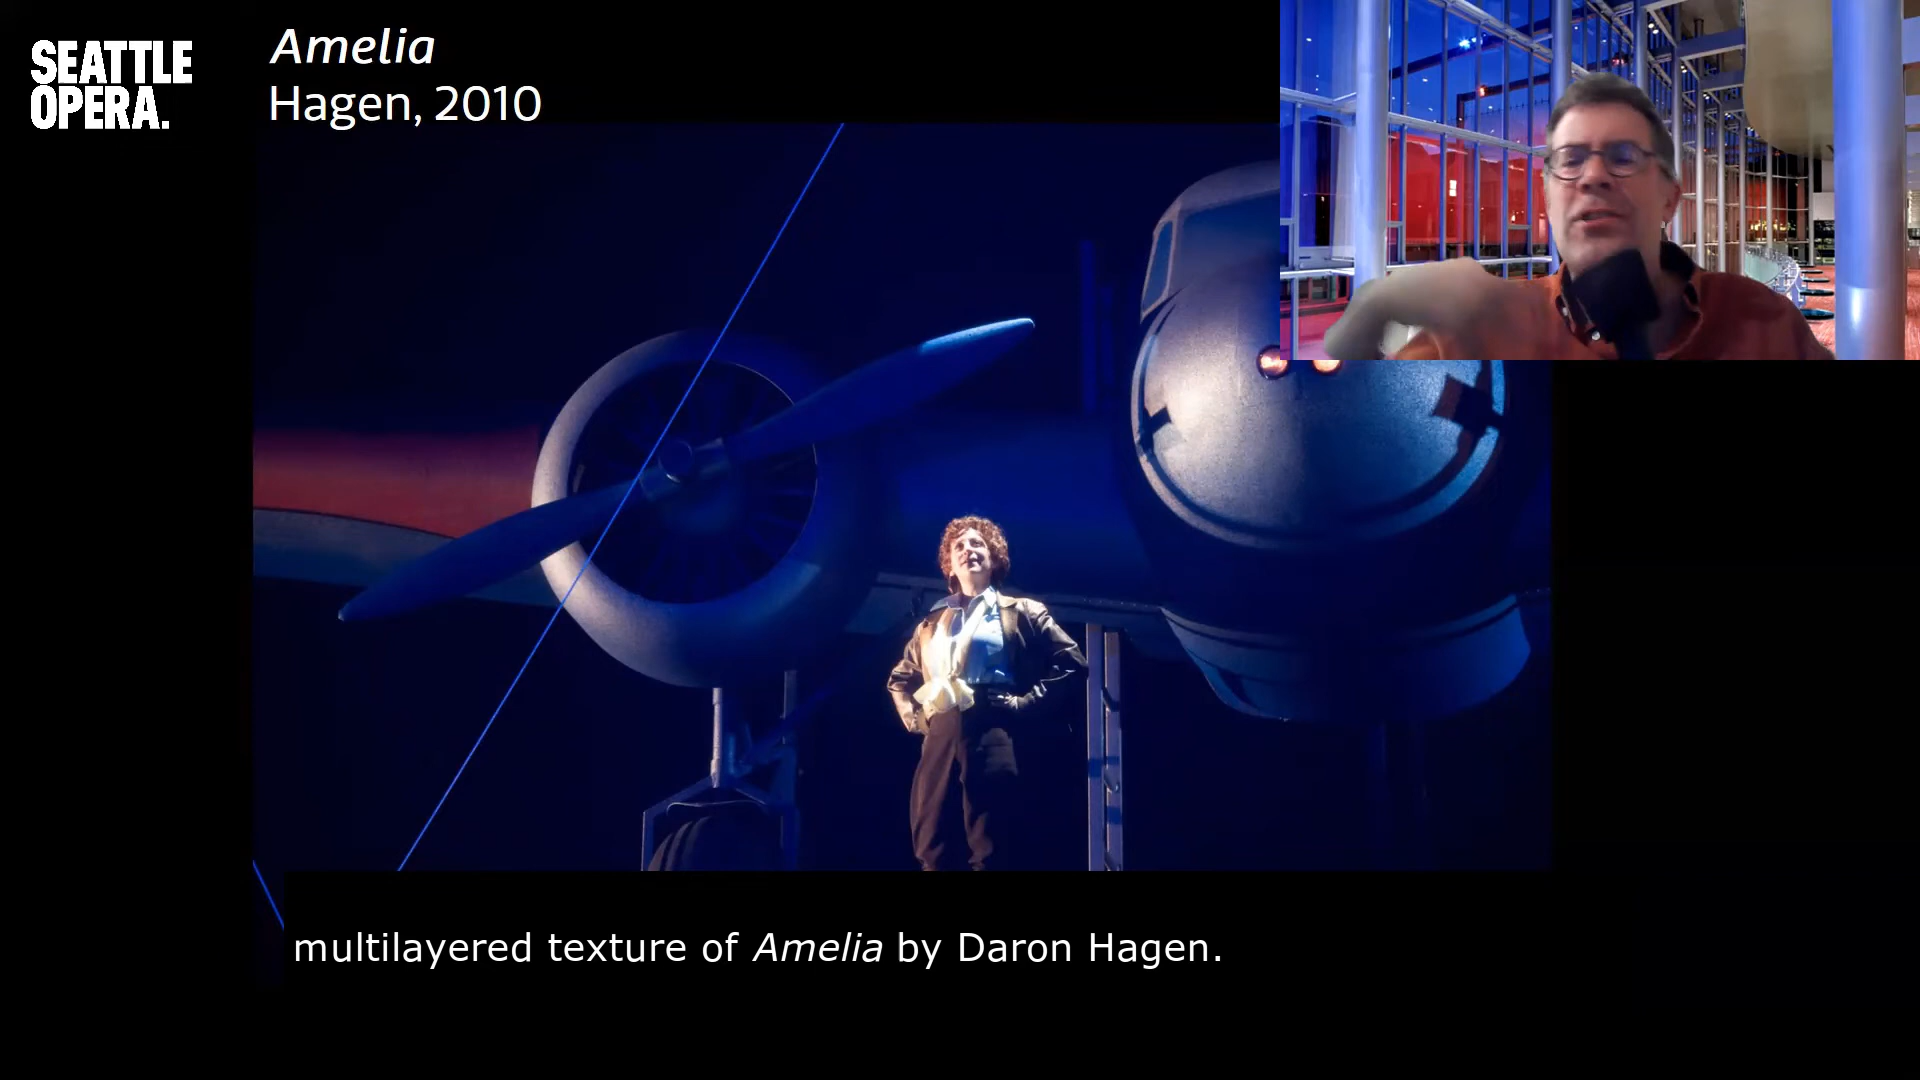 SEATTLE
OPERA.
Amelia
Hagen, 2010
multilayered texture of Amelia by Daron Hagen.